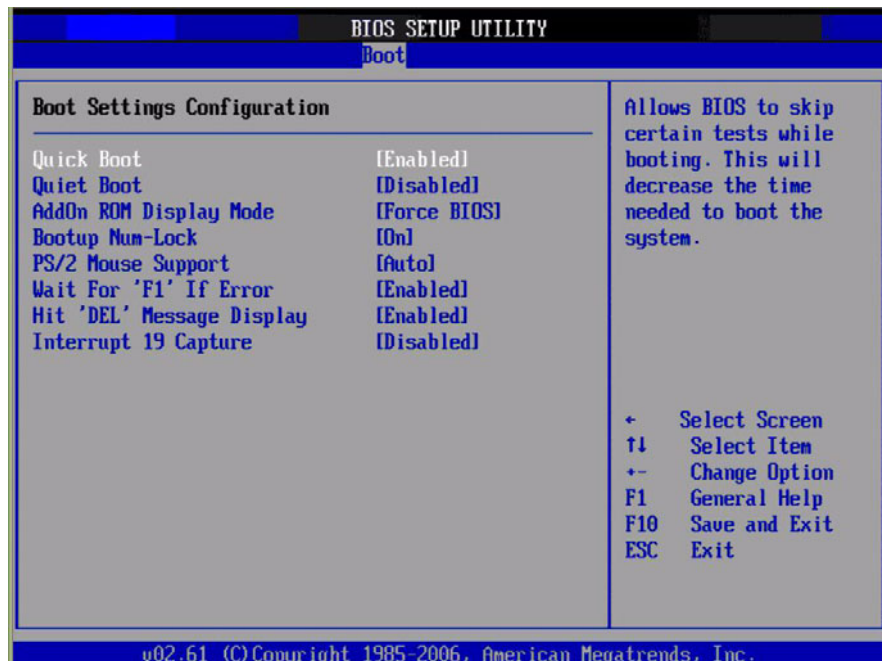 BIOS SETUP UTILITY
Boot
Boot Settings Configuration
Quick Boot [Enabled]
Quiet Boot [Disabled]
AddOn ROM Display Mode [Force BIOS]
Bootup Num-Lock [On]
PS/2 Mouse Support [Auto]
Wait For 'F1' If Error [Enabled]
Hit 'DEL' Message Display [Enabled]
Interrupt 19 Capture [Disabled]
Allows BIOS to skip
certain tests while
booting. This will
decrease the time
needed to boot the
system.
← Select Screen
↑↓ Select Item
+- Change Option
F1 General Help
F10 Save and Exit
ESC Exit
v02.61 (C)Copyright 1985-2006, American Megatrends, Inc.